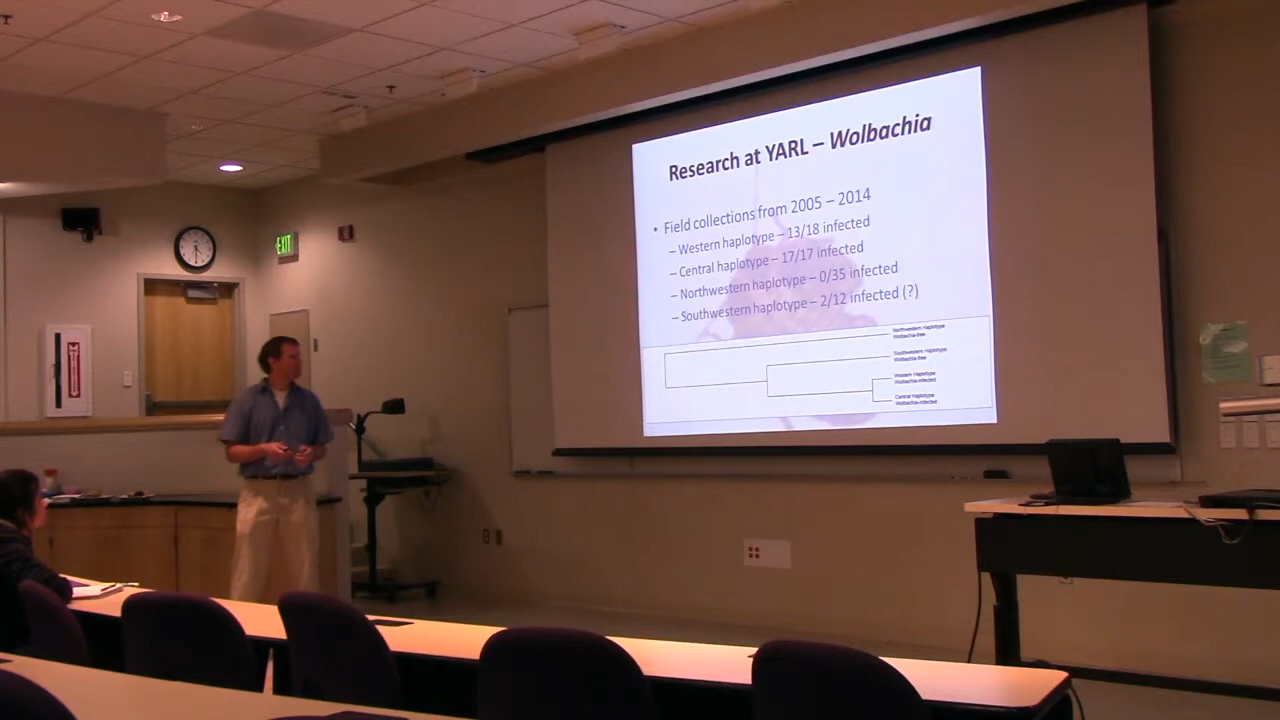 Research at YARL – Wolbachia
• Field collections from 2005 – 2014
– Western haplotype – 13/18 infected
– Central haplotype – 17/17 infected
– Northwestern haplotype – 0/35 infected
– Southwestern haplotype – 2/12 infected (?)
Northwestern Haplotype
Wolbachia-free
Southwestern Haplotype
Wolbachia-free
Western Haplotype
Wolbachia-infected
Central Haplotype
Wolbachia-infected
EXIT